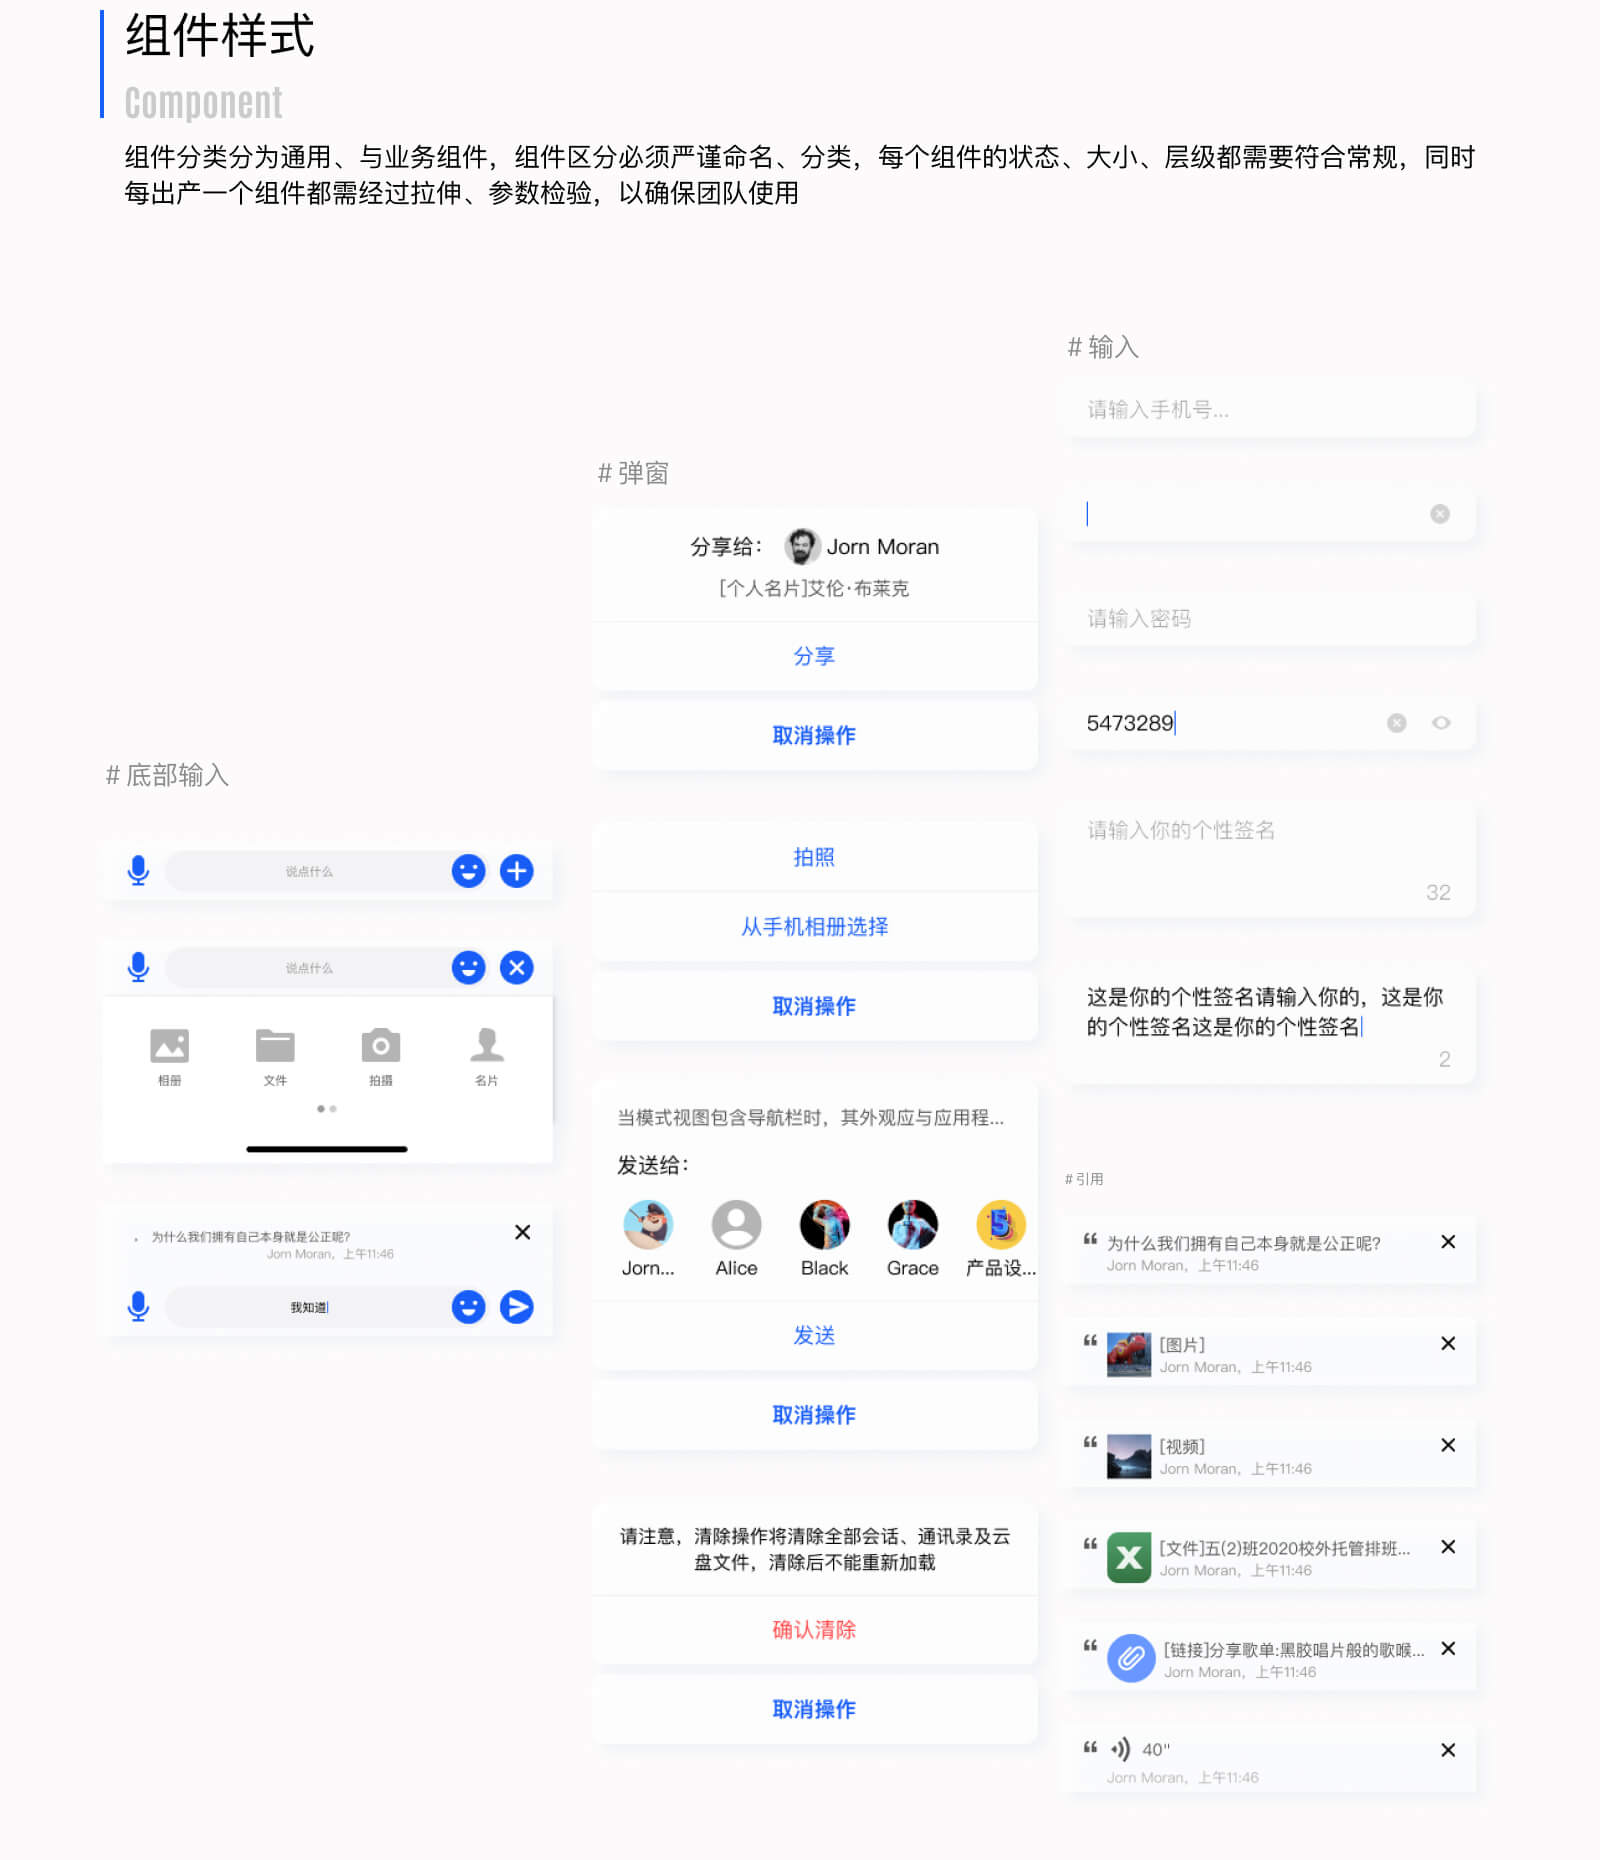 组件样式
Component
组件分类分为通用、与业务组件，组件区分必须严谨命名、分类，每个组件的状态、大小、层级都需要符合常规，同时
每出产一个组件都需经过拉伸、参数检验，以确保团队使用
# 底部输入
说点什么
说点什么
相册 文件 拍摄 名片
为什么我们拥有自己本身就是公正呢?
Jorn Moran，上午11:46
我知道
# 弹窗
分享给： Jorn Moran
[个人名片]艾伦·布莱克
分享
取消操作
拍照
从手机相册选择
取消操作
当模式视图包含导航栏时，其外观应与应用程...
发送给：
Jorn... Alice Black Grace 产品设...
发送
取消操作
请注意，清除操作将清除全部会话、通讯录及云
盘文件，清除后不能重新加载
确认清除
取消操作
# 输入
请输入手机号...
请输入密码
5473289
请输入你的个性签名
32
这是你的个性签名请输入你的，这是你
的个性签名这是你的个性签名
2
# 引用
“ 为什么我们拥有自己本身就是公正呢?
Jorn Moran，上午11:46
“ [图片]
Jorn Moran，上午11:46
“ [视频]
Jorn Moran，上午11:46
“ [文件]五(2)班2020校外托管排班...
Jorn Moran，上午11:46
“ [链接]分享歌单:黑胶唱片般的歌喉...
Jorn Moran，上午11:46
“ 40"
Jorn Moran，上午11:46